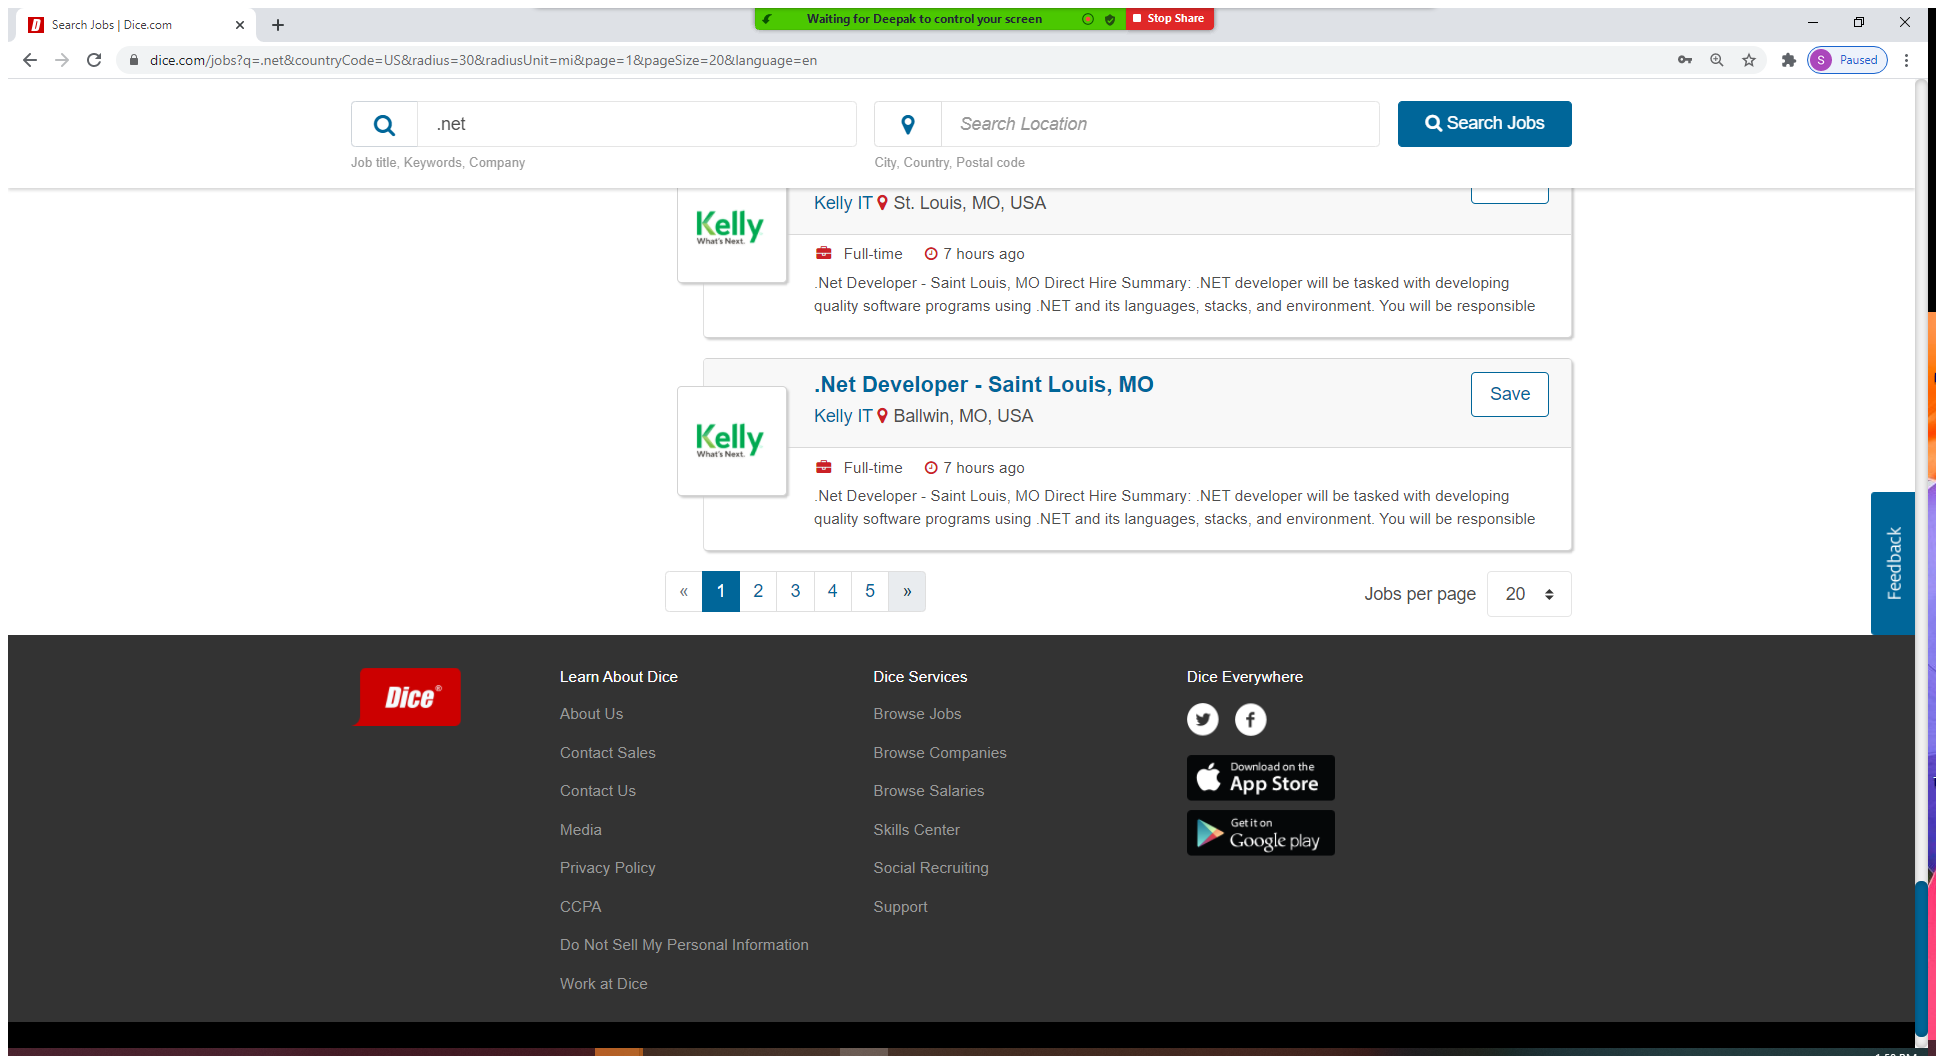 Search Jobs | Dice.com
Waiting for Deepak to control your screen
Stop Share
dice.com/jobs?q=.net&countryCode=US&radius=30&radiusUnit=mi&page=1&pageSize=20&language=en
S Paused
.net
Search Location
Search Jobs
Job title, Keywords, Company
City, Country, Postal code
Kelly
What's Next.
Kelly IT St. Louis, MO, USA
Full-time 7 hours ago
.Net Developer - Saint Louis, MO Direct Hire Summary: .NET developer will be tasked with developing
quality software programs using .NET and its languages, stacks, and environment. You will be responsible
.Net Developer - Saint Louis, MO
Save
Kelly IT Ballwin, MO, USA
Kelly
What's Next.
Full-time 7 hours ago
.Net Developer - Saint Louis, MO Direct Hire Summary: .NET developer will be tasked with developing
quality software programs using .NET and its languages, stacks, and environment. You will be responsible
« 1 2 3 4 5 »
Jobs per page 20
Feedback
Dice®
Learn About Dice
About Us
Contact Sales
Contact Us
Media
Privacy Policy
CCPA
Do Not Sell My Personal Information
Work at Dice
Dice Services
Browse Jobs
Browse Companies
Browse Salaries
Skills Center
Social Recruiting
Support
Dice Everywhere
Download on the
App Store
Get it on
Google play